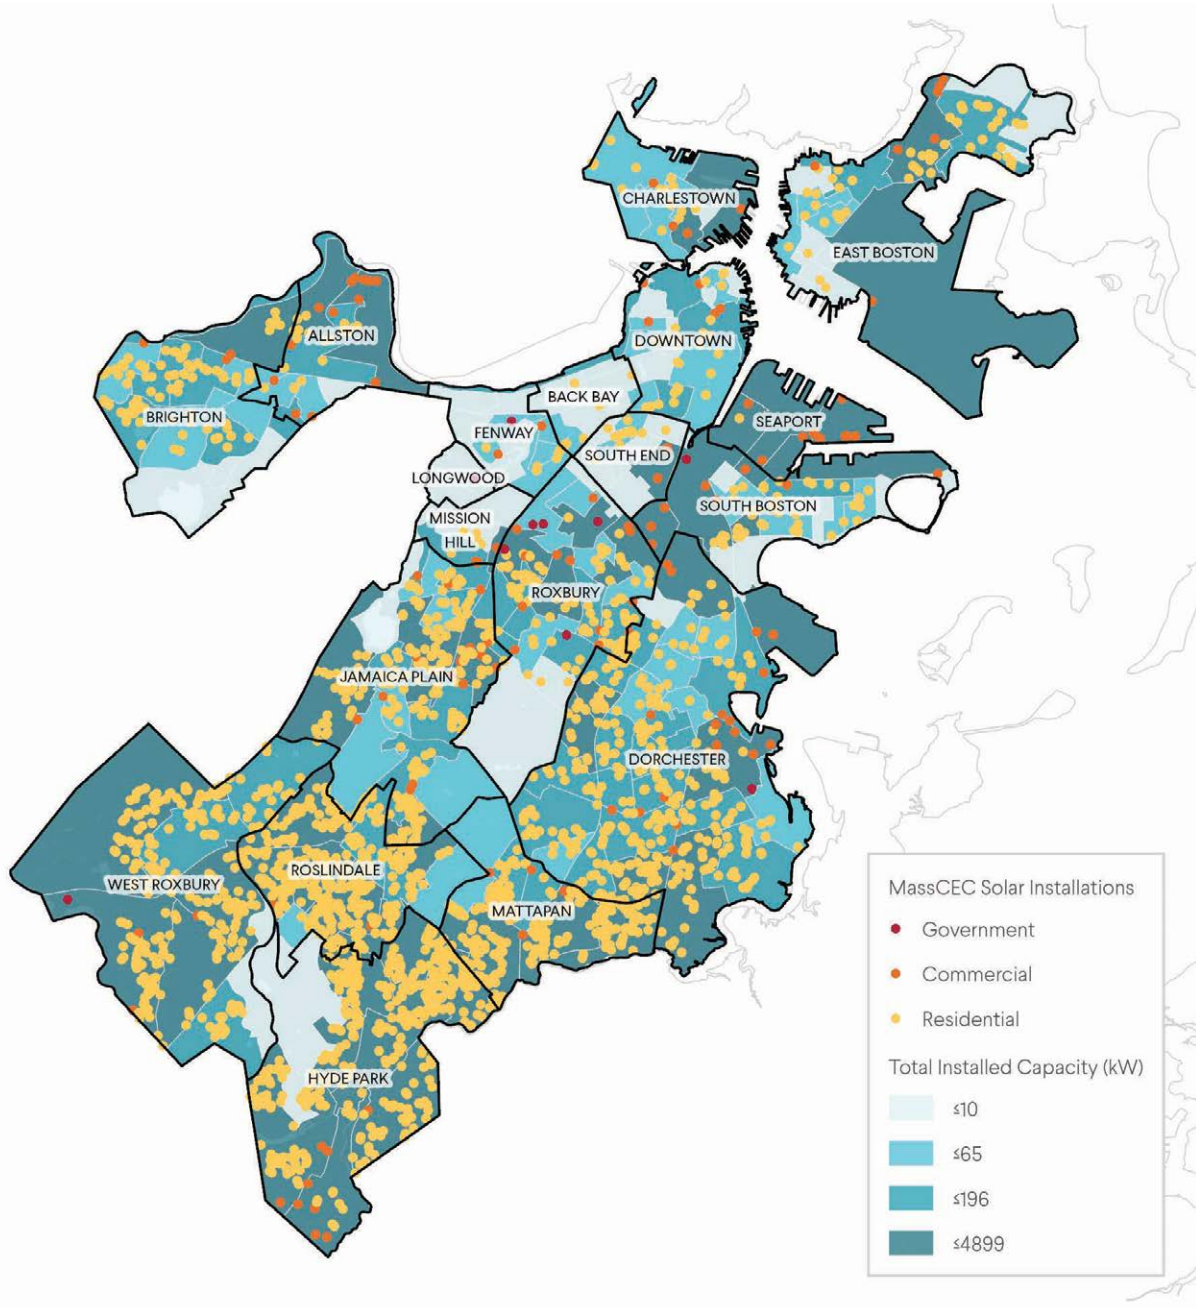 CHARLESTOWN
EAST BOSTON
ALLSTON
DOWNTOWN
BACK BAY
BRIGHTON
SEAPORT
FENWAY
SOUTH END
LONGWOOD
SOUTH BOSTON
MISSION
HILL
ROXBURY
JAMAICA PLAIN
DORCHESTER
ROSLINDALE
WEST ROXBURY
MATTAPAN
HYDE PARK
MassCEC Solar Installations
Government
Commercial
Residential
Total Installed Capacity (kW)
≤10
≤65
≤196
≤4899